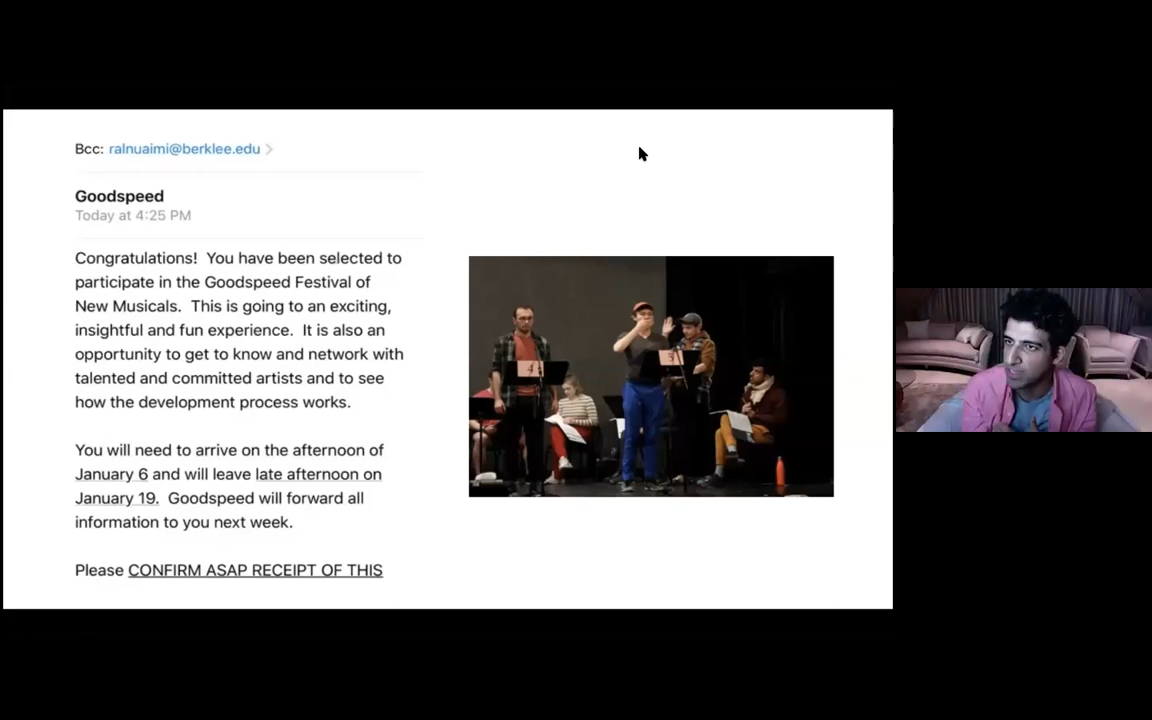 Bcc: ralnuaimi@berklee.edu
Goodspeed
Today at 4:25 PM
Congratulations!  You have been selected to
participate in the Goodspeed Festival of
New Musicals.  This is going to an exciting,
insightful and fun experience.  It is also an
opportunity to get to know and network with
talented and committed artists and to see
how the development process works.
You will need to arrive on the afternoon of
January 6 and will leave late afternoon on
January 19.  Goodspeed will forward all
information to you next week.
Please CONFIRM ASAP RECEIPT OF THIS
4